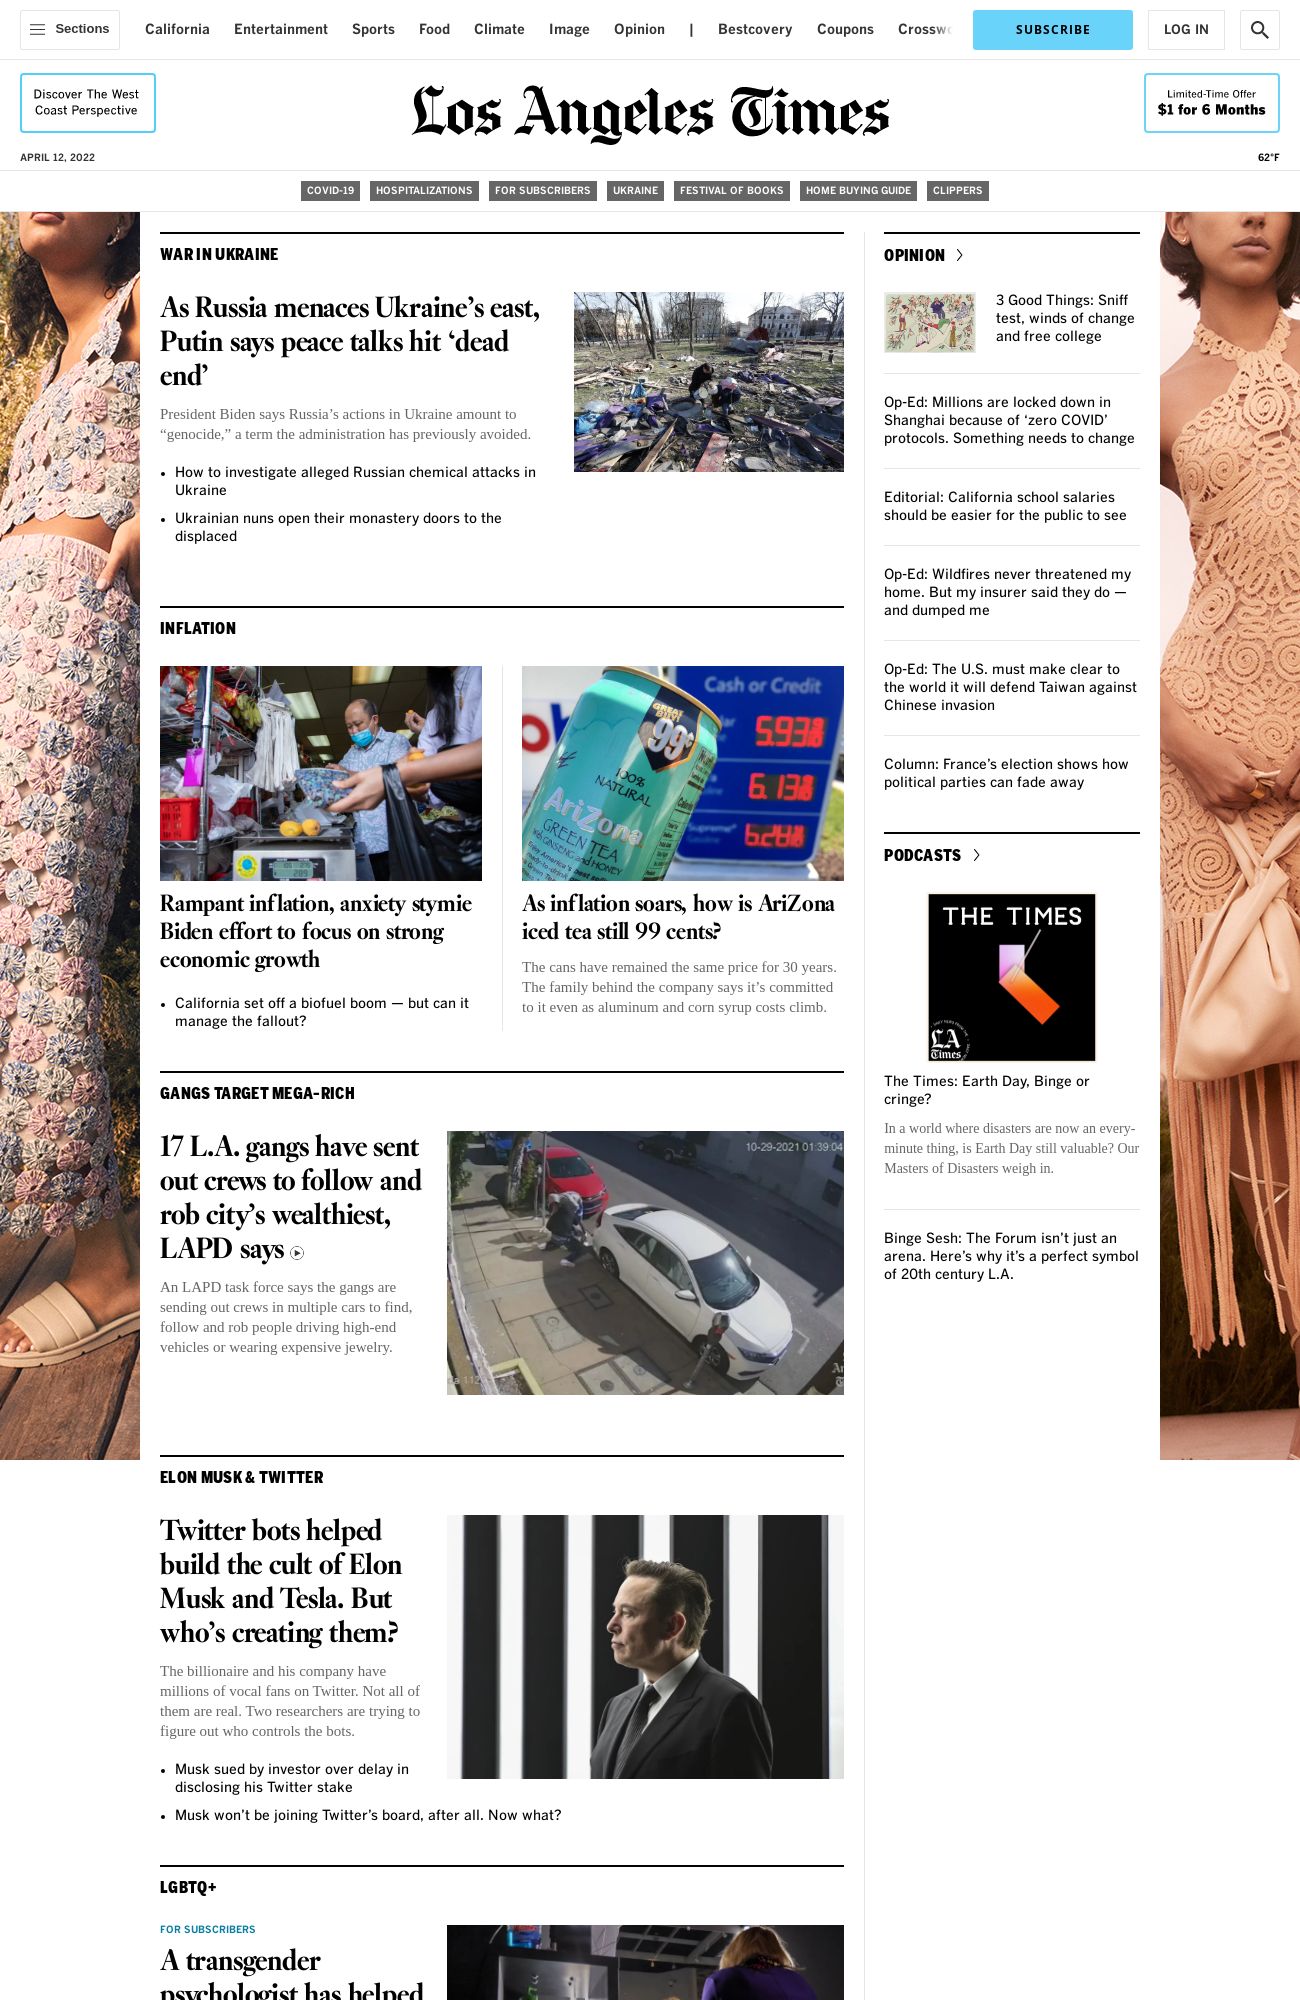 Sections
California
Entertainment
Sports
Food
Climate
Image
Opinion
|
Bestcovery
Coupons
SUBSCRIBE
LOG IN
Discover The West
Coast Perspective
Los Angeles Times
Limited-Time Offer
$1 for 6 Months
APRIL 12, 2022
62°F
COVID-19
HOSPITALIZATIONS
FOR SUBSCRIBERS
UKRAINE
FESTIVAL OF BOOKS
HOME BUYING GUIDE
CLIPPERS
WAR IN UKRAINE
As Russia menaces Ukraine’s east,
Putin says peace talks hit ‘dead
end’
President Biden says Russia’s actions in Ukraine amount to
“genocide,” a term the administration has previously avoided.
• How to investigate alleged Russian chemical attacks in
Ukraine
• Ukrainian nuns open their monastery doors to the
displaced
INFLATION
Rampant inflation, anxiety stymie
Biden effort to focus on strong
economic growth
• California set off a biofuel boom — but can it
manage the fallout?
Cash or Credit
GREAT
BUY!
99¢
100%
NATURAL
AriZona
GREEN TEA
With GINSENG and HONEY
As inflation soars, how is AriZona
iced tea still 99 cents?
The cans have remained the same price for 30 years.
The family behind the company says it’s committed
to it even as aluminum and corn syrup costs climb.
GANGS TARGET MEGA-RICH
17 L.A. gangs have sent
out crews to follow and
rob city’s wealthiest,
LAPD says
An LAPD task force says the gangs are
sending out crews in multiple cars to find,
follow and rob people driving high-end
vehicles or wearing expensive jewelry.
10-29-2021 01:39:04
ELON MUSK & TWITTER
Twitter bots helped
build the cult of Elon
Musk and Tesla. But
who’s creating them?
The billionaire and his company have
millions of vocal fans on Twitter. Not all of
them are real. Two researchers are trying to
figure out who controls the bots.
• Musk sued by investor over delay in
disclosing his Twitter stake
• Musk won’t be joining Twitter’s board, after all. Now what?
LGBTQ+
FOR SUBSCRIBERS
A transgender
psychologist has helped
OPINION
3 Good Things: Sniff
test, winds of change
and free college
Op-Ed: Millions are locked down in
Shanghai because of ‘zero COVID’
protocols. Something needs to change
Editorial: California school salaries
should be easier for the public to see
Op-Ed: Wildfires never threatened my
home. But my insurer said they do —
and dumped me
Op-Ed: The U.S. must make clear to
the world it will defend Taiwan against
Chinese invasion
Column: France’s election shows how
political parties can fade away
PODCASTS
THE TIMES
LA
Times
The Times: Earth Day, Binge or
cringe?
In a world where disasters are now an every-
minute thing, is Earth Day still valuable? Our
Masters of Disasters weigh in.
Binge Sesh: The Forum isn’t just an
arena. Here’s why it’s a perfect symbol
of 20th century L.A.